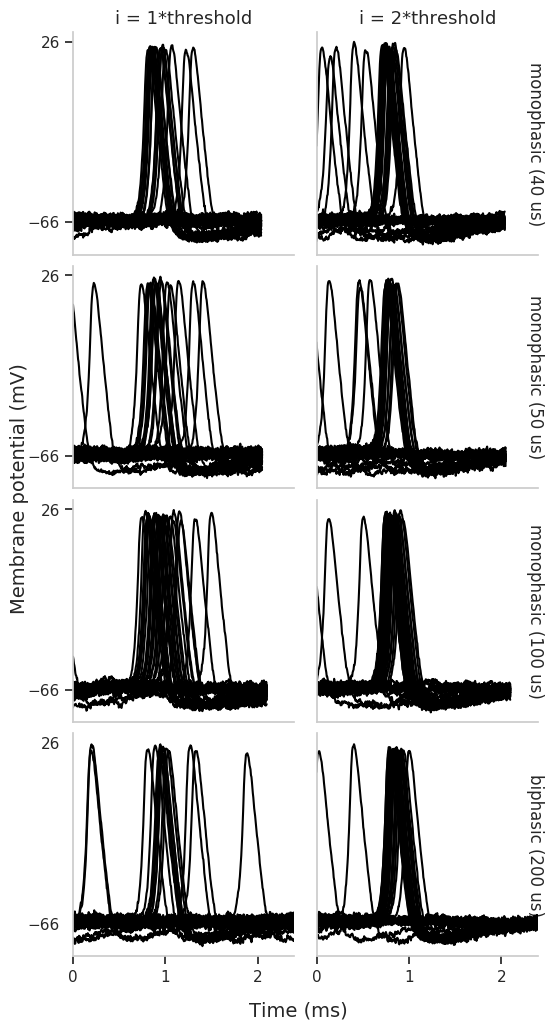 i = 1*threshold
i = 2*threshold
26
−66
monophasic (40 us)
26
−66
monophasic (50 us)
Membrane potential (mV)
26
−66
monophasic (100 us)
26
−66
biphasic (200 us)
0 1 2
0 1 2
Time (ms)